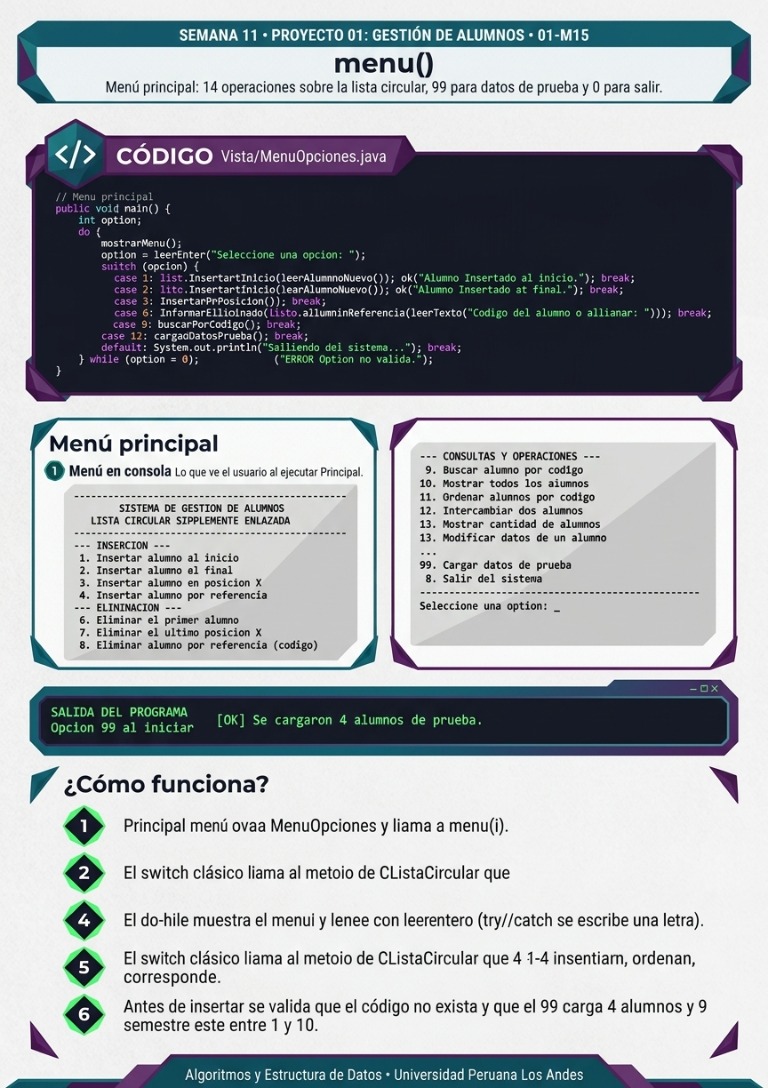 SEMANA 11 • PROYECTO 01: GESTIÓN DE ALUMNOS • 01-M15
menu()
Menú principal: 14 operaciones sobre la lista circular, 99 para datos de prueba y 0 para salir.
</> CÓDIGO Vista/MenuOpciones.java
// Menu principal
public void main() {
int option;
do {
mostrarMenu();
option = leerEnter("Seleccione una opcion: ");
suitch (opcion) {
case 1: list.InsertartInicio(leerAlumnnoNuevo()); ok("Alumno Insertado al inicio."); break;
case 2: litc.InsertarInicio(learAlumnoNuevo()); ok("Alumno Insertado at final."); break;
case 3: InsertarPrPosicion()); break;
case 6: InformarEllioInado(Listo.allumninReferencia(leerTexto("Codigo del alumno o allianar: "))); break;
case 9: buscarPorCodigo(); break;
case 12: cargaoDatosPrueba(); break;
default: System.out.println("Salliendo del sistema..."); break;
} while (option = 0); ("ERROR Option no valida.");
}
Menú principal
1 Menú en consola Lo que ve el usuario al ejecutar Principal.
SISTEMA DE GESTION DE ALUMNOS
LISTA CIRCULAR SIPPLEMENTE ENLAZADA
--- INSERCION ---
1. Insertar alumno al inicio
2. Insertar alumno el final
3. Insertar alumno en posicion X
4. Insertar alumno por referencia
--- ELININACION ---
6. Eliminar el primer alumno
7. Eliminar el ultimo posicion X
8. Eliminar alumno por referencia (codigo)
--- CONSULTAS Y OPERACIONES ---
9. Buscar alumno por codigo
10. Mostrar todos los aiumnos
11. Grdenar alumnos por codigo
12. Intercambiar dos alumnos
13. Mostrar cantidad de alumnos
13. Modificar datos de un alumno
...
99. Cargar datos de prueba
8. Salir del sistema
Seleccione una option: _
SALIDA DEL PROGRAMA
Opcion 99 al iniciar [OK] Se cargaron 4 alumnos de prueba.
¿Cómo funciona?
1 Principal menú ovaa MenuOpciones y liama a menu(i).
2 El switch clásico liama al metoio de CListaCircular que
4 El do-hile muestra el menui y lenee con leerentero (try//catch se escribe una letra).
5 El switch clásico liama al metoio de CListaCircular que 4 1-4 insentiarn, ordenan,
corresponde.
6 Antes de insertar se valida que el código no exista y que el 99 carga 4 alumnos y 9
semestre este entre 1 y 10.
Algoritmos y Estructura de Datos • Universidad Peruana Los Andes